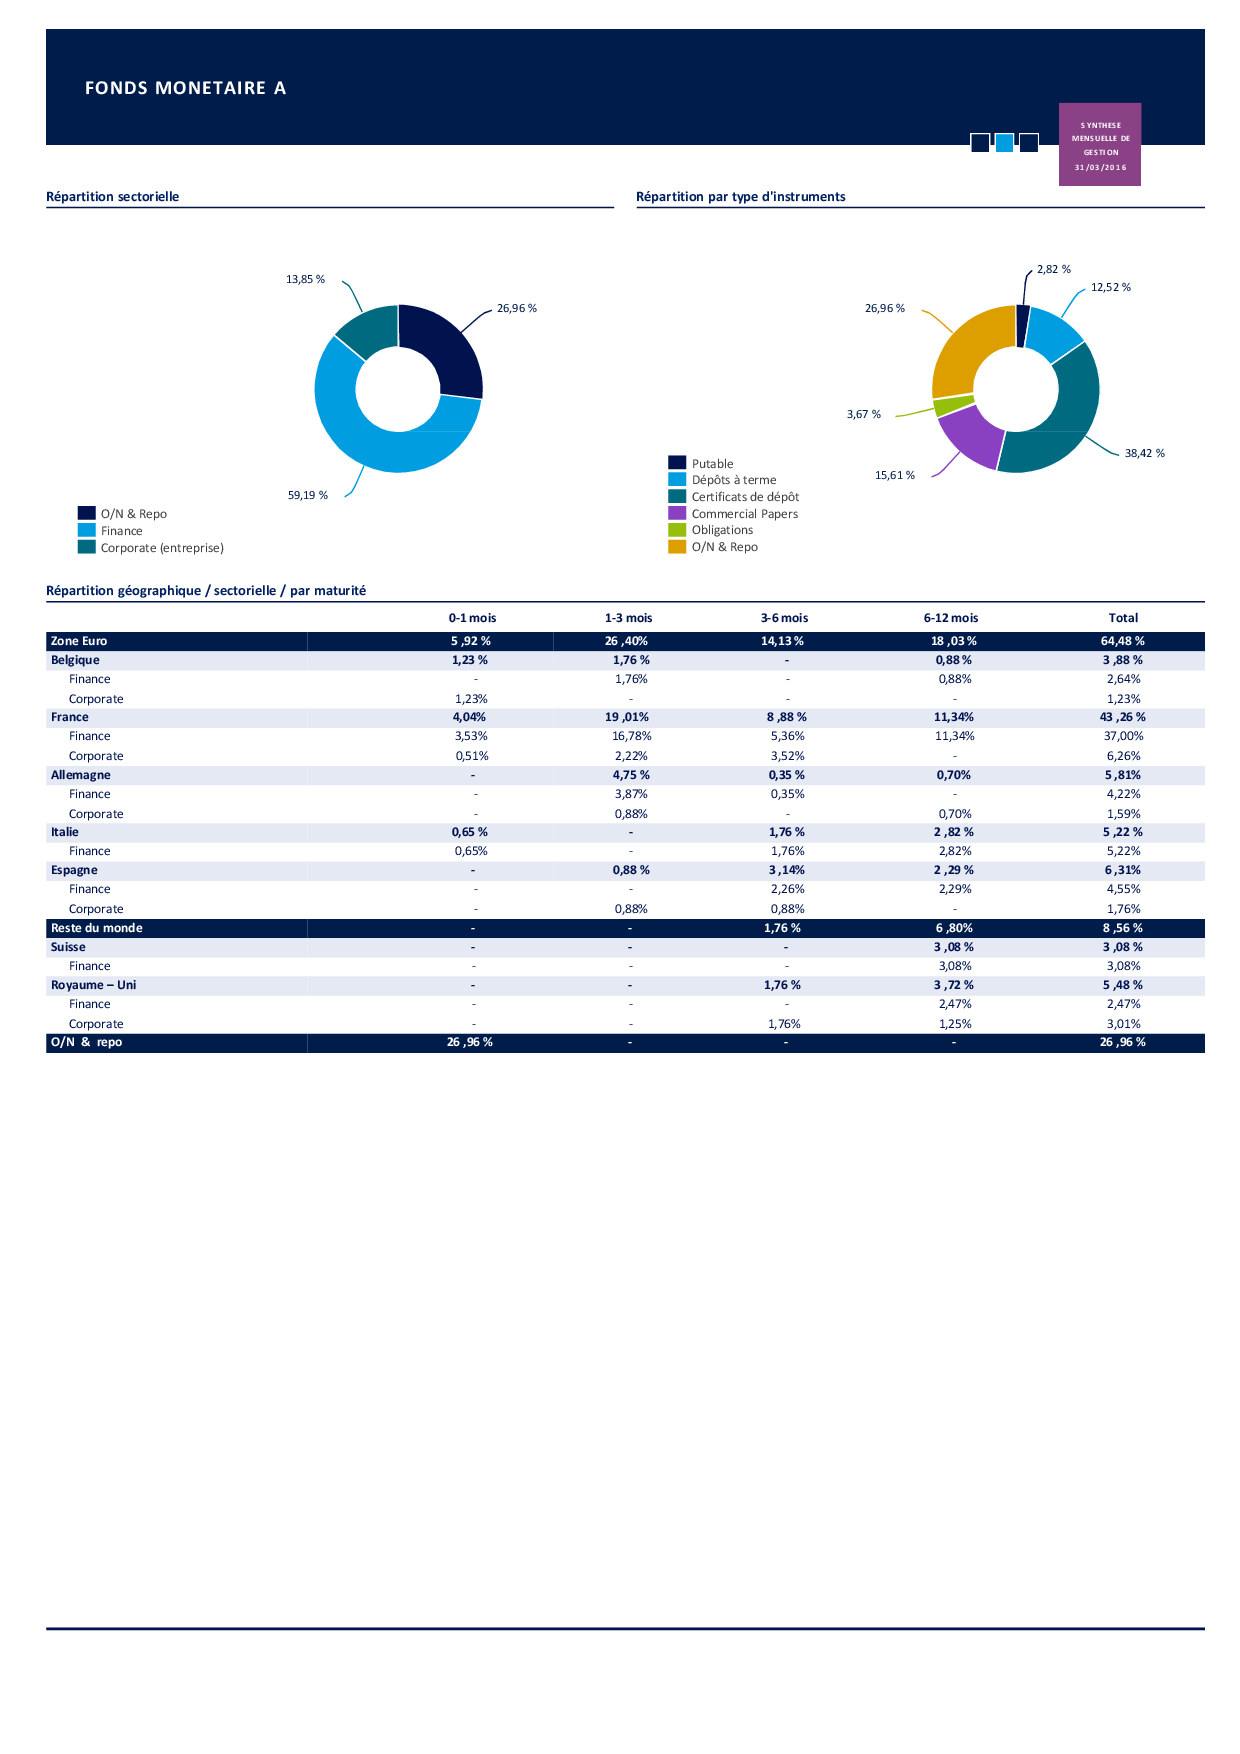 FONDS MONETAIRE A
SYNTHESE
MENSUELLE DE
GESTION
31/03/2016
Répartition sectorielle
13,85 %
26,96 %
59,19 %
O/N & Repo
Finance
Corporate (entreprise)
Répartition par type d'instruments
2,82 %
12,52 %
26,96 %
3,67 %
38,42 %
15,61 %
Putable
Dépôts à terme
Certificats de dépôt
Commercial Papers
Obligations
O/N & Repo
Répartition géographique / sectorielle / par maturité
0-1 mois 1-3 mois 3-6 mois 6-12 mois Total
Zone Euro 5 ,92 % 26 ,40% 14,13 % 18 ,03 % 64,48 %
Belgique 1,23 % 1,76 % - 0,88 % 3 ,88 %
Finance - 1,76% - 0,88% 2,64%
Corporate 1,23% - - - 1,23%
France 4,04% 19 ,01% 8 ,88 % 11,34% 43 ,26 %
Finance 3,53% 16,78% 5,36% 11,34% 37,00%
Corporate 0,51% 2,22% 3,52% - 6,26%
Allemagne - 4,75 % 0,35 % 0,70% 5 ,81%
Finance - 3,87% 0,35% - 4,22%
Corporate - 0,88% - 0,70% 1,59%
Italie 0,65 % - 1,76 % 2 ,82 % 5 ,22 %
Finance 0,65% - 1,76% 2,82% 5,22%
Espagne - 0,88 % 3 ,14% 2 ,29 % 6 ,31%
Finance - - 2,26% 2,29% 4,55%
Corporate - 0,88% 0,88% - 1,76%
Reste du monde - - 1,76 % 6 ,80% 8 ,56 %
Suisse - - - 3 ,08 % 3 ,08 %
Finance - - - 3,08% 3,08%
Royaume – Uni - - 1,76 % 3 ,72 % 5 ,48 %
Finance - - - 2,47% 2,47%
Corporate - - 1,76% 1,25% 3,01%
O/N & repo 26 ,96 % - - - 26 ,96 %